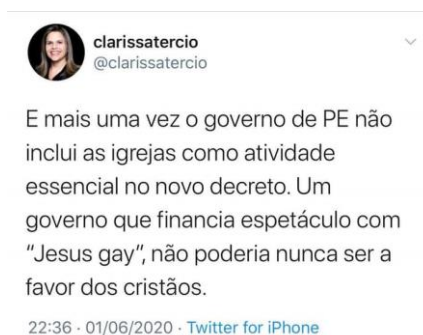 clarissatercio
@clarissatercio
E mais uma vez o governo de PE não
inclui as igrejas como atividade
essencial no novo decreto. Um
governo que financia espetáculo com
“Jesus gay”, não poderia nunca ser a
favor dos cristãos.
22:36 · 01/06/2020 · Twitter for iPhone